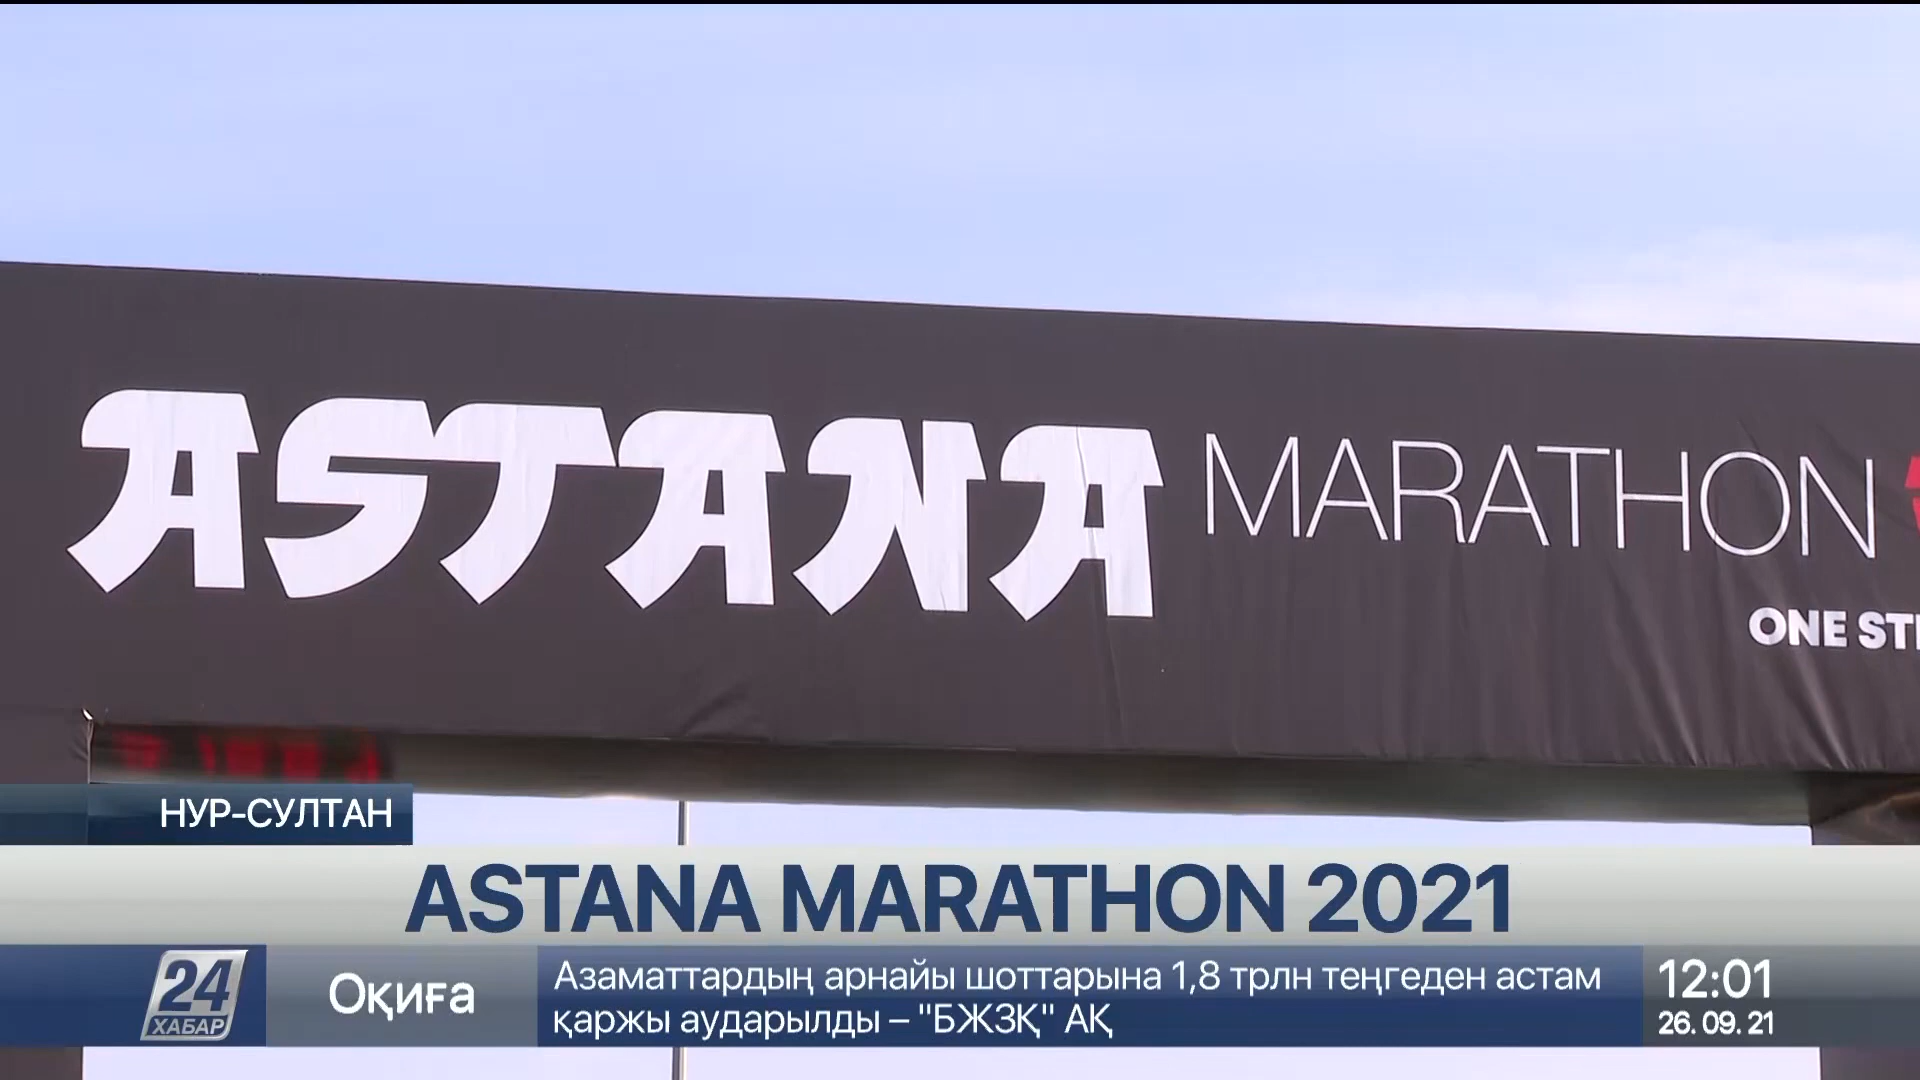 ASTANA MARATHON
ONE STE
НУР-СУЛТАН
ASTANA MARATHON 2021
24
ХАБАР
Оқиға
Азаматтардың арнайы шоттарына 1,8 трлн теңгеден астам
қаржы аударылды – "БЖЗҚ" АҚ
12:01
26. 09. 21